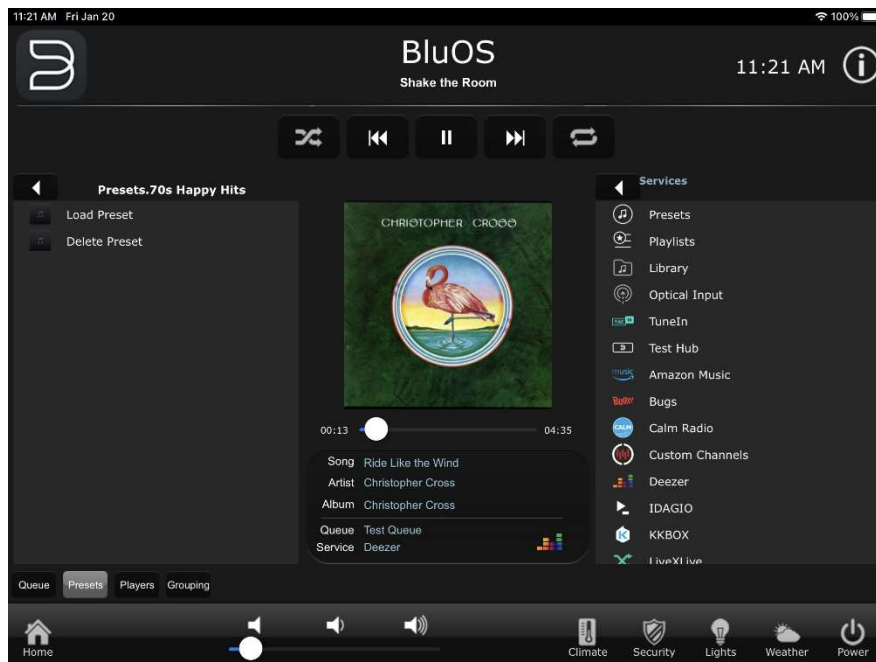 11:21 AM Fri Jan 20
100%
BluOS
Shake the Room
11:21 AM
Presets.70s Happy Hits
Load Preset
Delete Preset
CHRISTOPHER CROSS
00:13
04:35
Song Ride Like the Wind
Artist Christopher Cross
Album Christopher Cross
Queue Test Queue
Service Deezer
Services
Presets
Playlists
Library
Optical Input
TuneIn
Test Hub
music
Amazon Music
Bugs
CALM
Calm Radio
Custom Channels
Deezer
IDAGIO
K
KKBOX
LiveXLive
Queue
Presets
Players
Grouping
Home
Climate
Security
Lights
Weather
Power